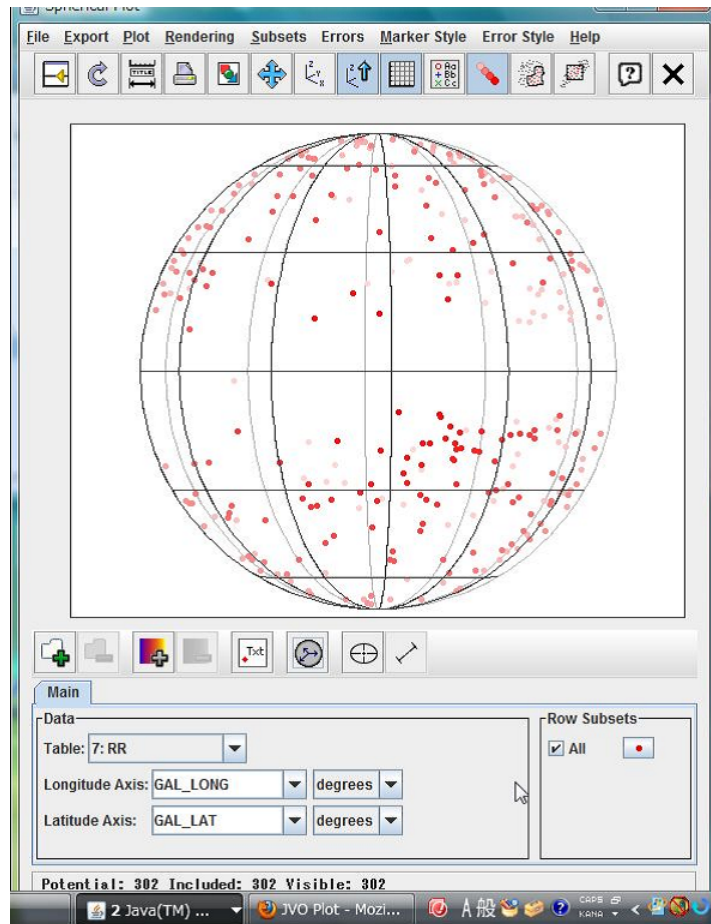 Spherical Plot
File Export Plot Rendering Subsets Errors Marker Style Error Style Help
TITLE
Txt
Main
Data
Row Subsets
Table: 7: RR
All
Longitude Axis: GAL_LONG degrees
Latitude Axis: GAL_LAT degrees
Potential: 302 Included: 302 Visible: 302
2 Java(TM) ... JVO Plot - Mozi... A 般 CAPS KANA